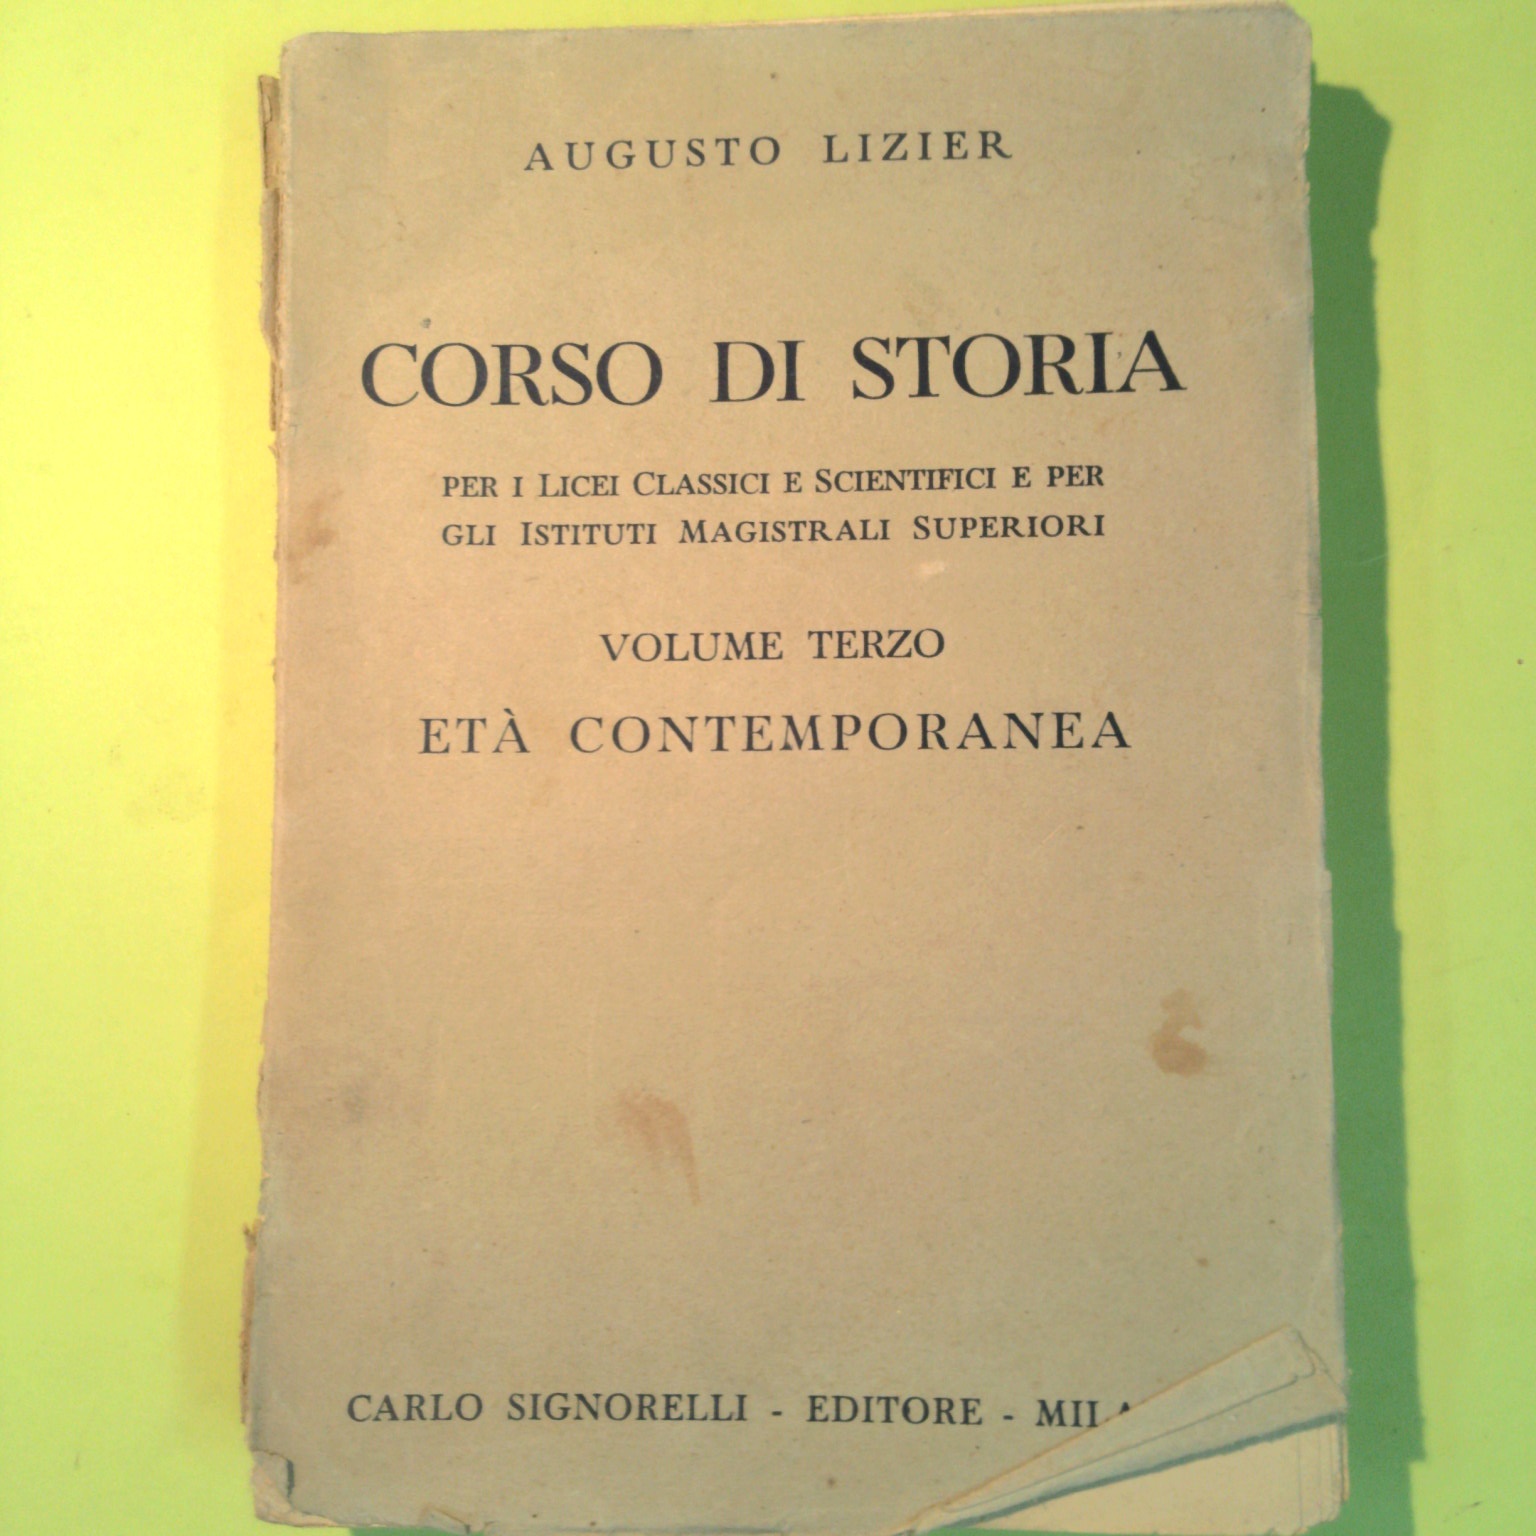 AUGUSTO LIZIER
CORSO DI STORIA
PER I LICEI CLASSICI E SCIENTIFICI E PER
GLI ISTITUTI MAGISTRALI SUPERIORI
VOLUME TERZO
ETÀ CONTEMPORANEA
CARLO SIGNORELLI - EDITORE - MILA